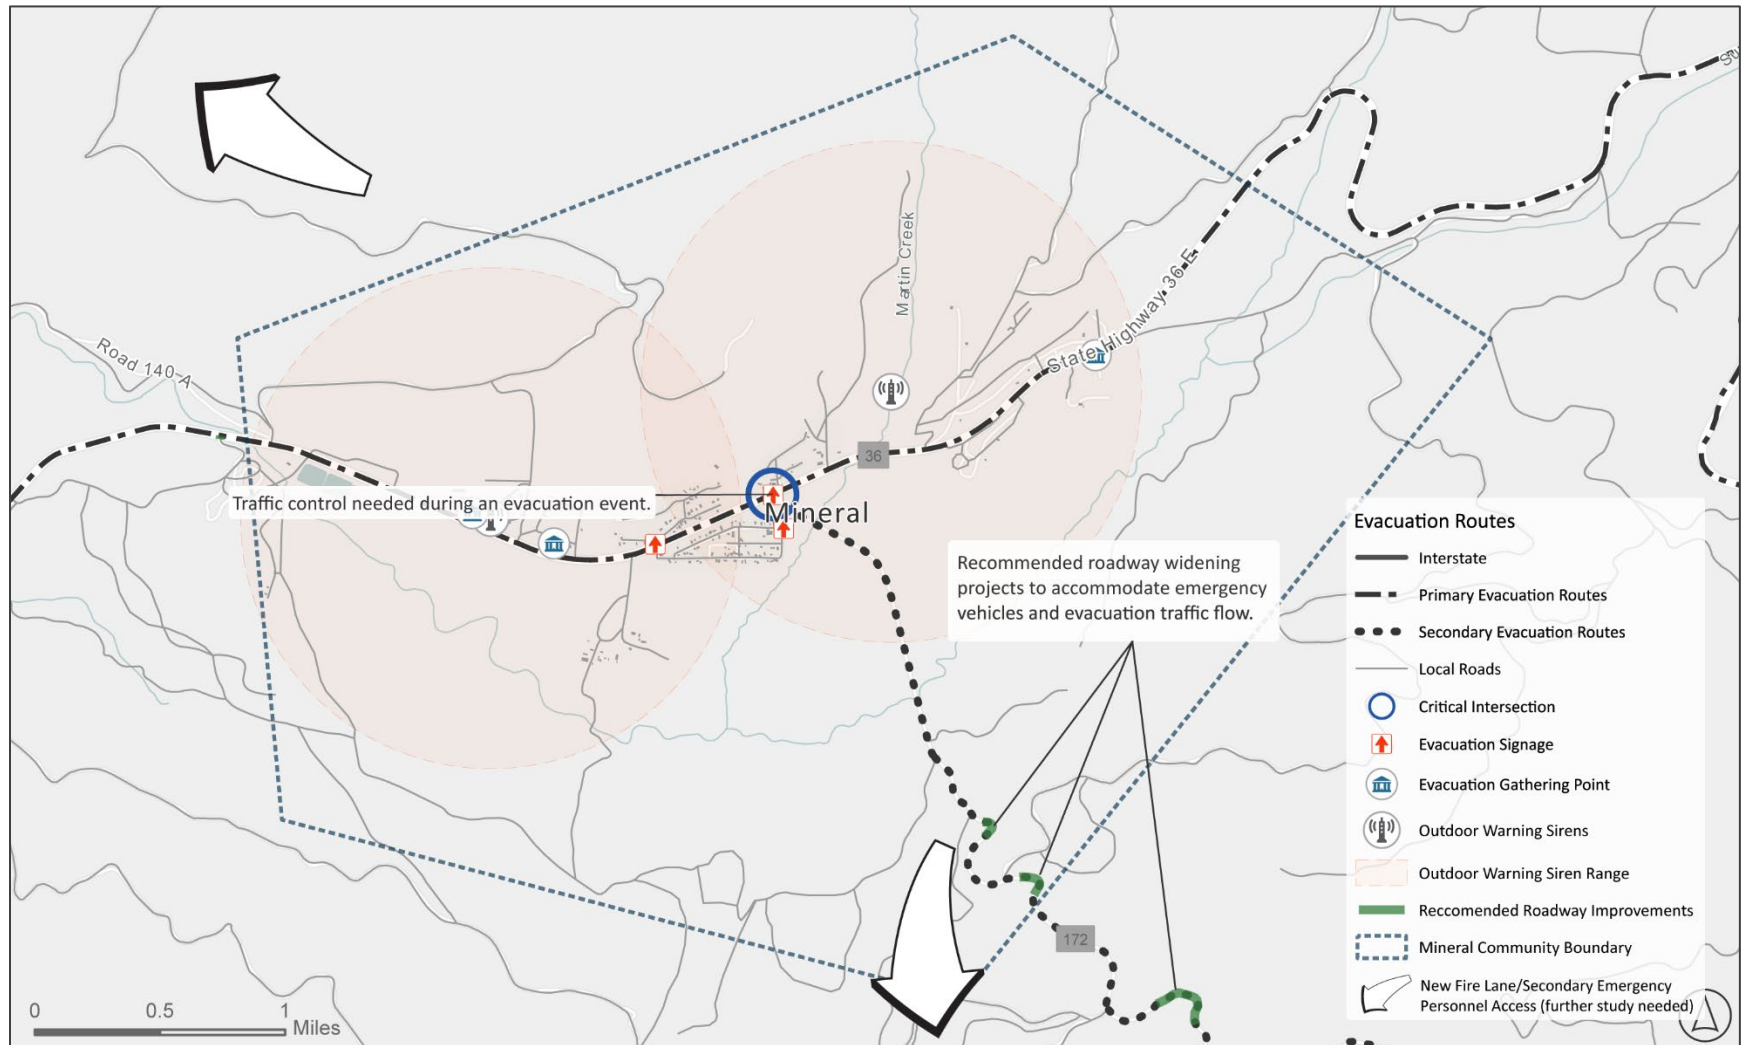 Su
Martin Creek
State Highway 36 E
Road 140 A
36
Traffic control needed during an evacuation event.
Mineral
Recommended roadway widening
projects to accommodate emergency
vehicles and evacuation traffic flow.
172
0 0.5 1
Miles
Evacuation Routes
Interstate
Primary Evacuation Routes
Secondary Evacuation Routes
Local Roads
Critical Intersection
Evacuation Signage
Evacuation Gathering Point
Outdoor Warning Sirens
Outdoor Warning Siren Range
Reccomended Roadway Improvements
Mineral Community Boundary
New Fire Lane/Secondary Emergency
Personnel Access (further study needed)